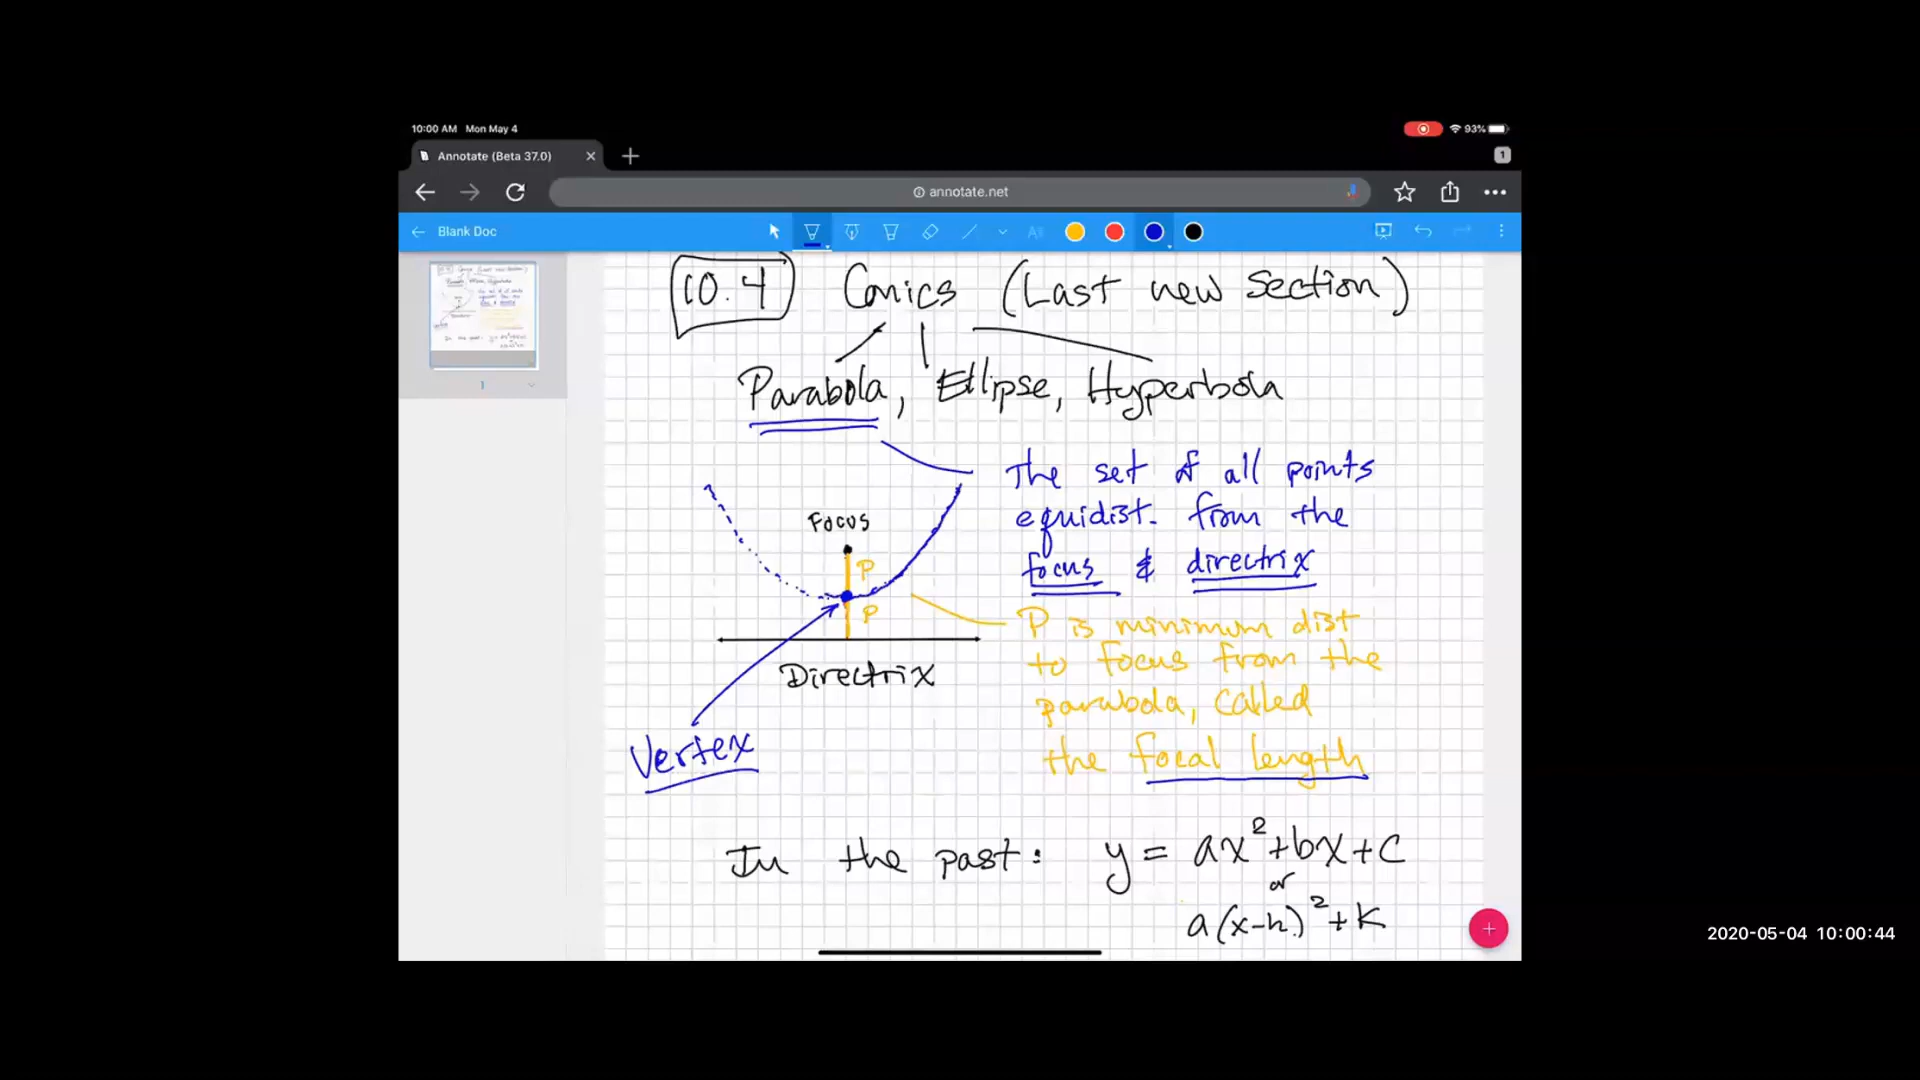 10:00 AM Mon May 4
93%
Annotate (Beta 37.0)
1
annotate.net
Blank Doc
10.4 Conics (Last new section)
Parabola, Ellipse, Hyperbola
The set of all points
equidist. from the
focus & directrix
Focus
P
P
Directrix
Vertex
P is minimum dist
to focus from the
parabola, called
the focal length
In the past: y = ax²+bx+c
or
a(x-h)²+k
1
2020-05-04 10:00:44